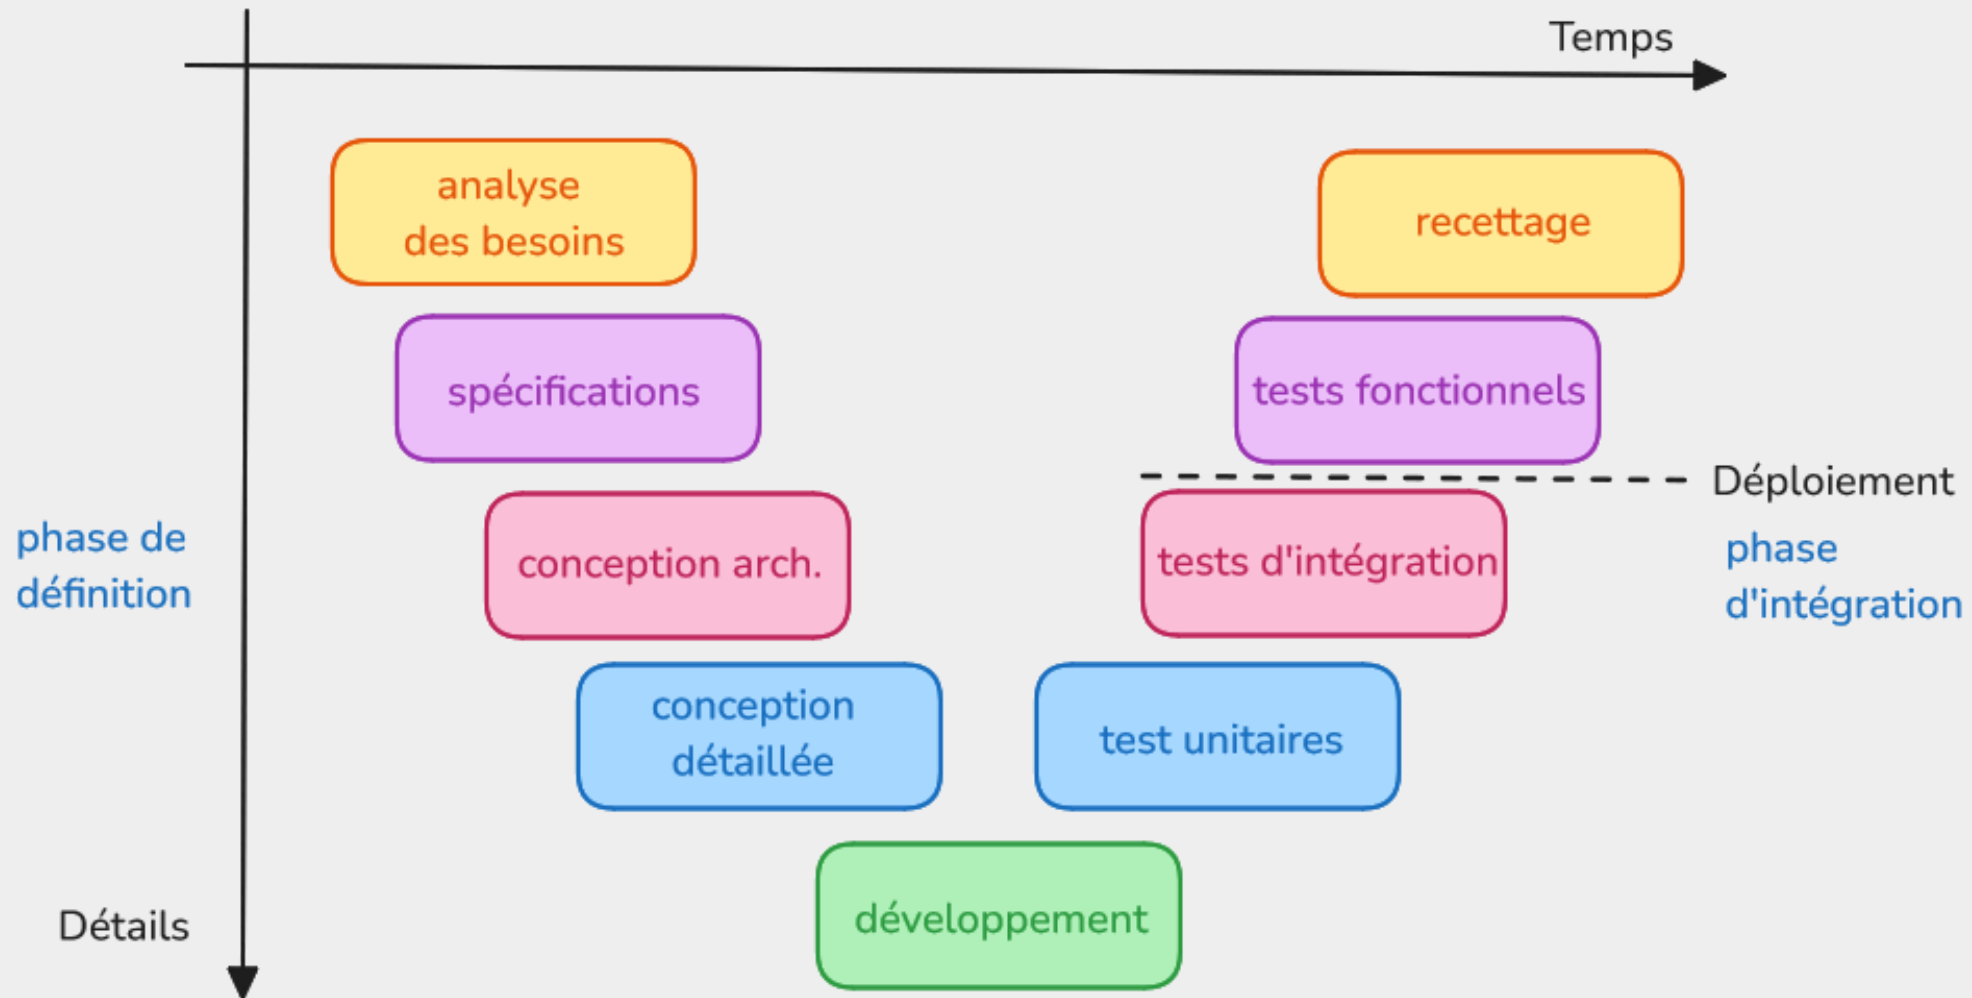 Temps
analyse
des besoins
recettage
spécifications
tests fonctionnels
Déploiement
phase de
définition
conception arch.
tests d'intégration
phase
d'intégration
conception
détaillée
test unitaires
développement
Détails